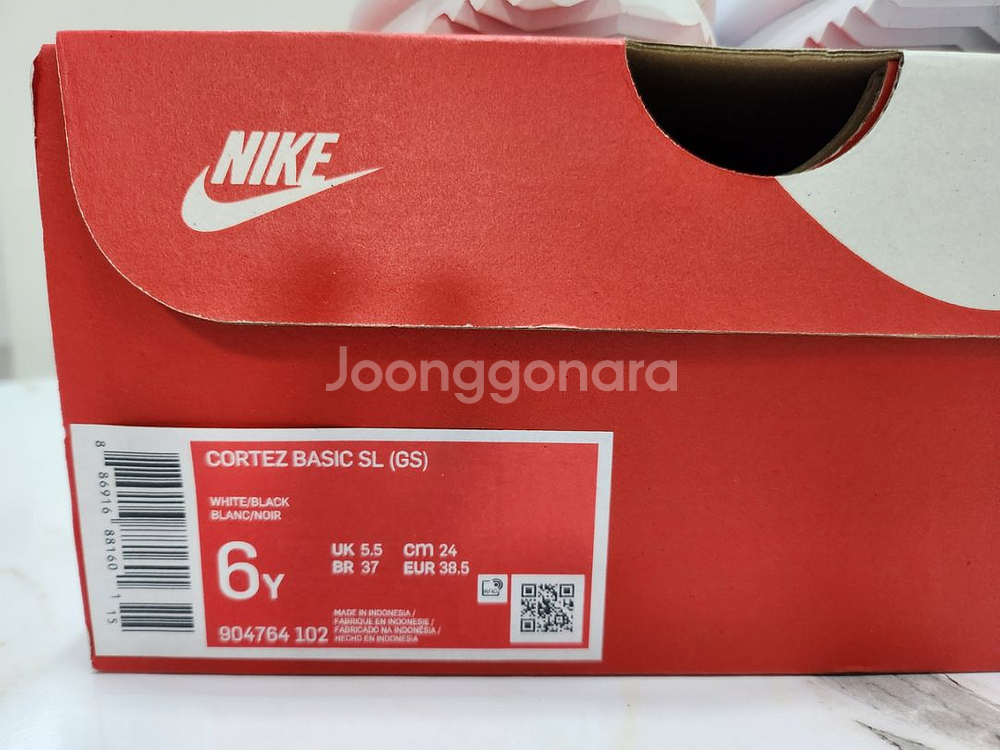 NIKE
Joonggonara
CORTEZ BASIC SL (GS)
WHITE/BLACK
BLANC/NOIR
6Y
UK 5.5 CM 24
BR 37 EUR 38.5
RFID
MADE IN INDONESIA /
FABRIQUE EN INDONESIE /
FABRICADO NA INDONÉSIA /
HECHO EN INDONESIA
904764 102
8 86916 88160 1 15